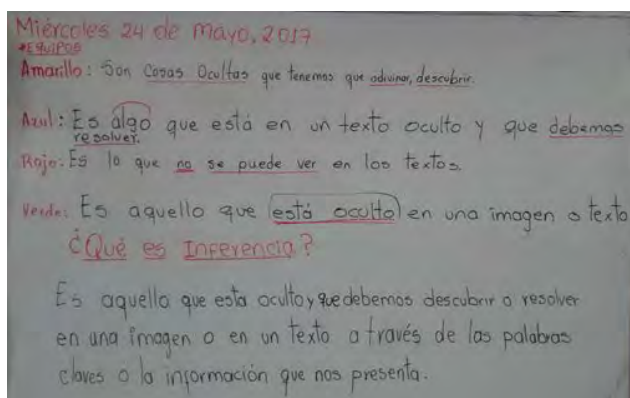 Miércoles 24 de Mayo, 2017
*EQUIPOS
Amarillo: Son Cosas Ocultas que tenemos que adivinar, descubrir.
Azul: Es algo que está en un texto oculto y que debemos
resolver.
Rojo: Es lo que no se puede ver en los textos.
Verde: Es aquello que está oculto en una imagen o texto
¿Qué es Inferencia?
Es aquello que esta oculto y que debemos descubrir o resolver
en una imagen o en un texto a través de las palabras
claves o la información que nos presenta.